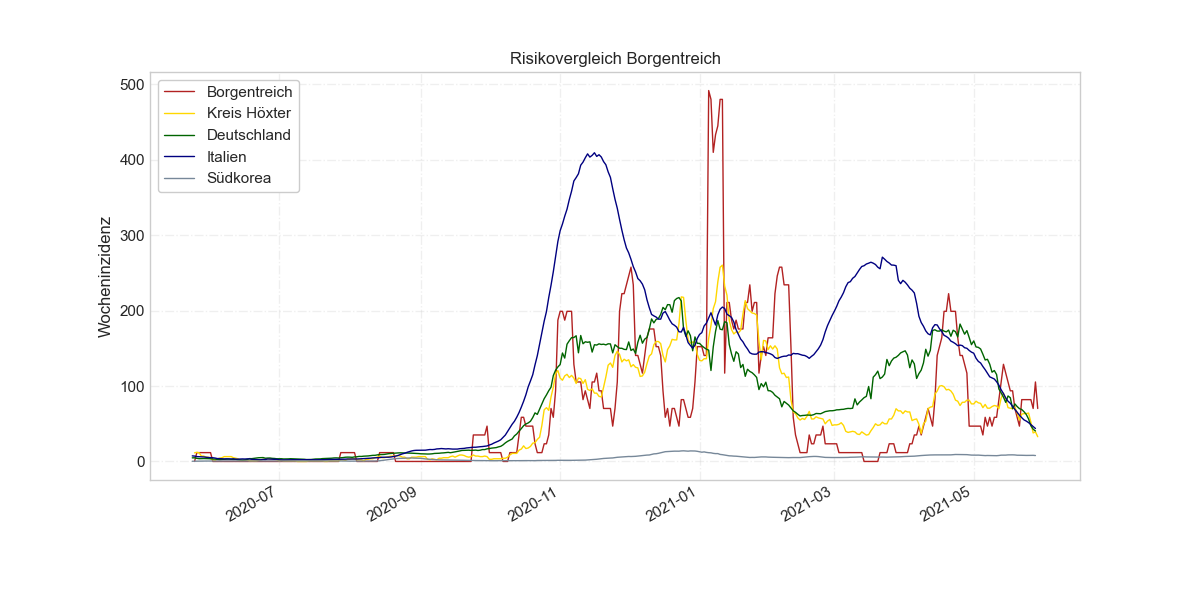 Risikovergleich Borgentreich
Wocheninzidenz
500
400
300
200
100
0
Borgentreich
Kreis Höxter
Deutschland
Italien
Südkorea
2020-07
2020-09
2020-11
2021-01
2021-03
2021-05